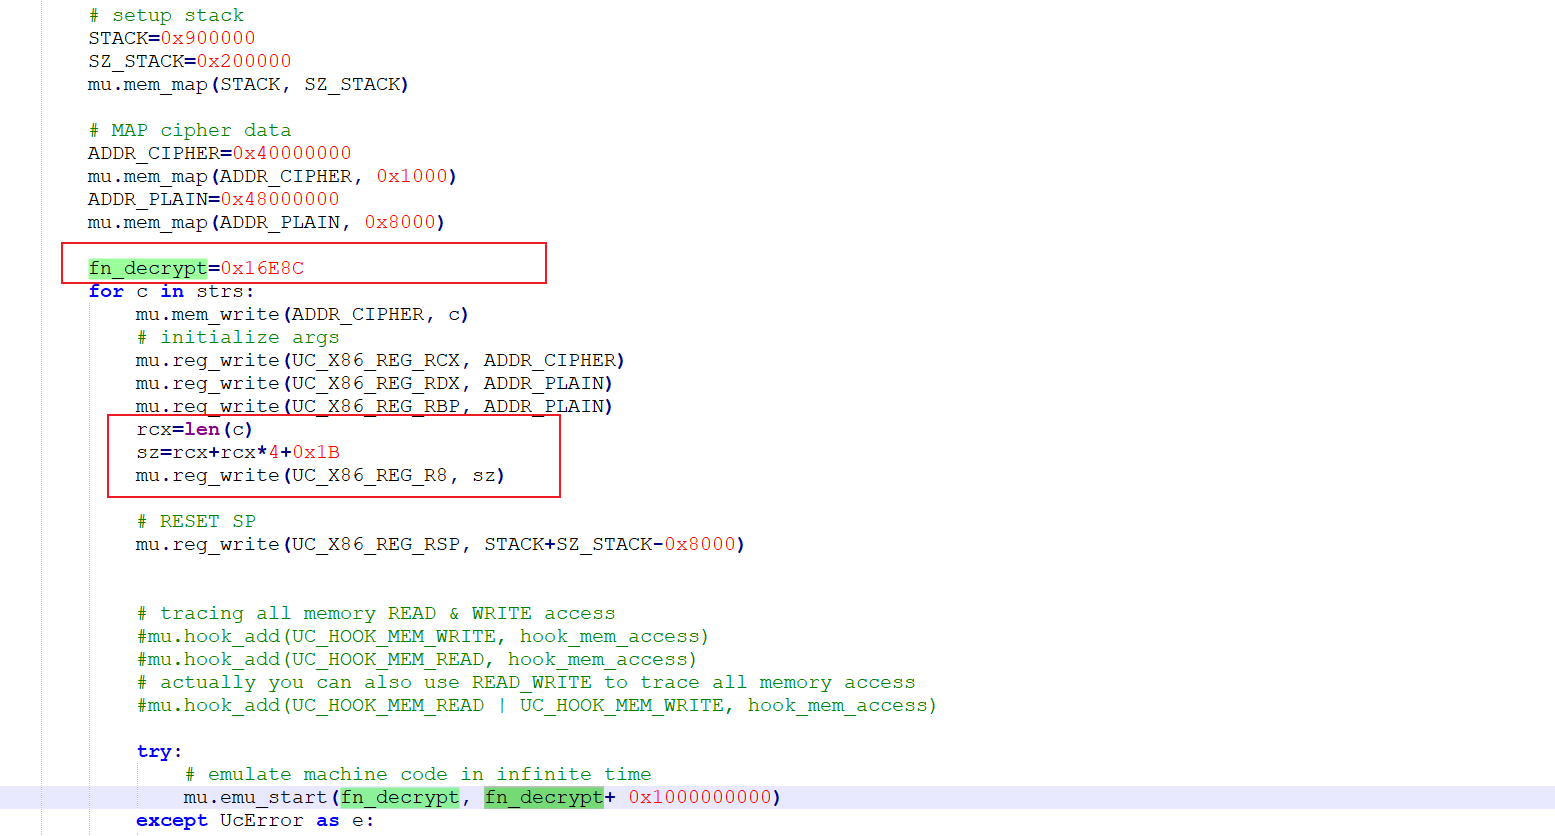 # setup stack
STACK=0x900000
SZ_STACK=0x200000
mu.mem_map(STACK, SZ_STACK)
# MAP cipher data
ADDR_CIPHER=0x40000000
mu.mem_map(ADDR_CIPHER, 0x1000)
ADDR_PLAIN=0x48000000
mu.mem_map(ADDR_PLAIN, 0x8000)
fn_decrypt=0x16E8C
for c in strs:
mu.mem_write(ADDR_CIPHER, c)
# initialize args
mu.reg_write(UC_X86_REG_RCX, ADDR_CIPHER)
mu.reg_write(UC_X86_REG_RDX, ADDR_PLAIN)
mu.reg_write(UC_X86_REG_RBP, ADDR_PLAIN)
rcx=len(c)
sz=rcx+rcx*4+0x1B
mu.reg_write(UC_X86_REG_R8, sz)
# RESET SP
mu.reg_write(UC_X86_REG_RSP, STACK+SZ_STACK-0x8000)
# tracing all memory READ & WRITE access
#mu.hook_add(UC_HOOK_MEM_WRITE, hook_mem_access)
#mu.hook_add(UC_HOOK_MEM_READ, hook_mem_access)
# actually you can also use READ_WRITE to trace all memory access
#mu.hook_add(UC_HOOK_MEM_READ | UC_HOOK_MEM_WRITE, hook_mem_access)
try:
# emulate machine code in infinite time
mu.emu_start(fn_decrypt, fn_decrypt+ 0x1000000000)
except UcError as e: